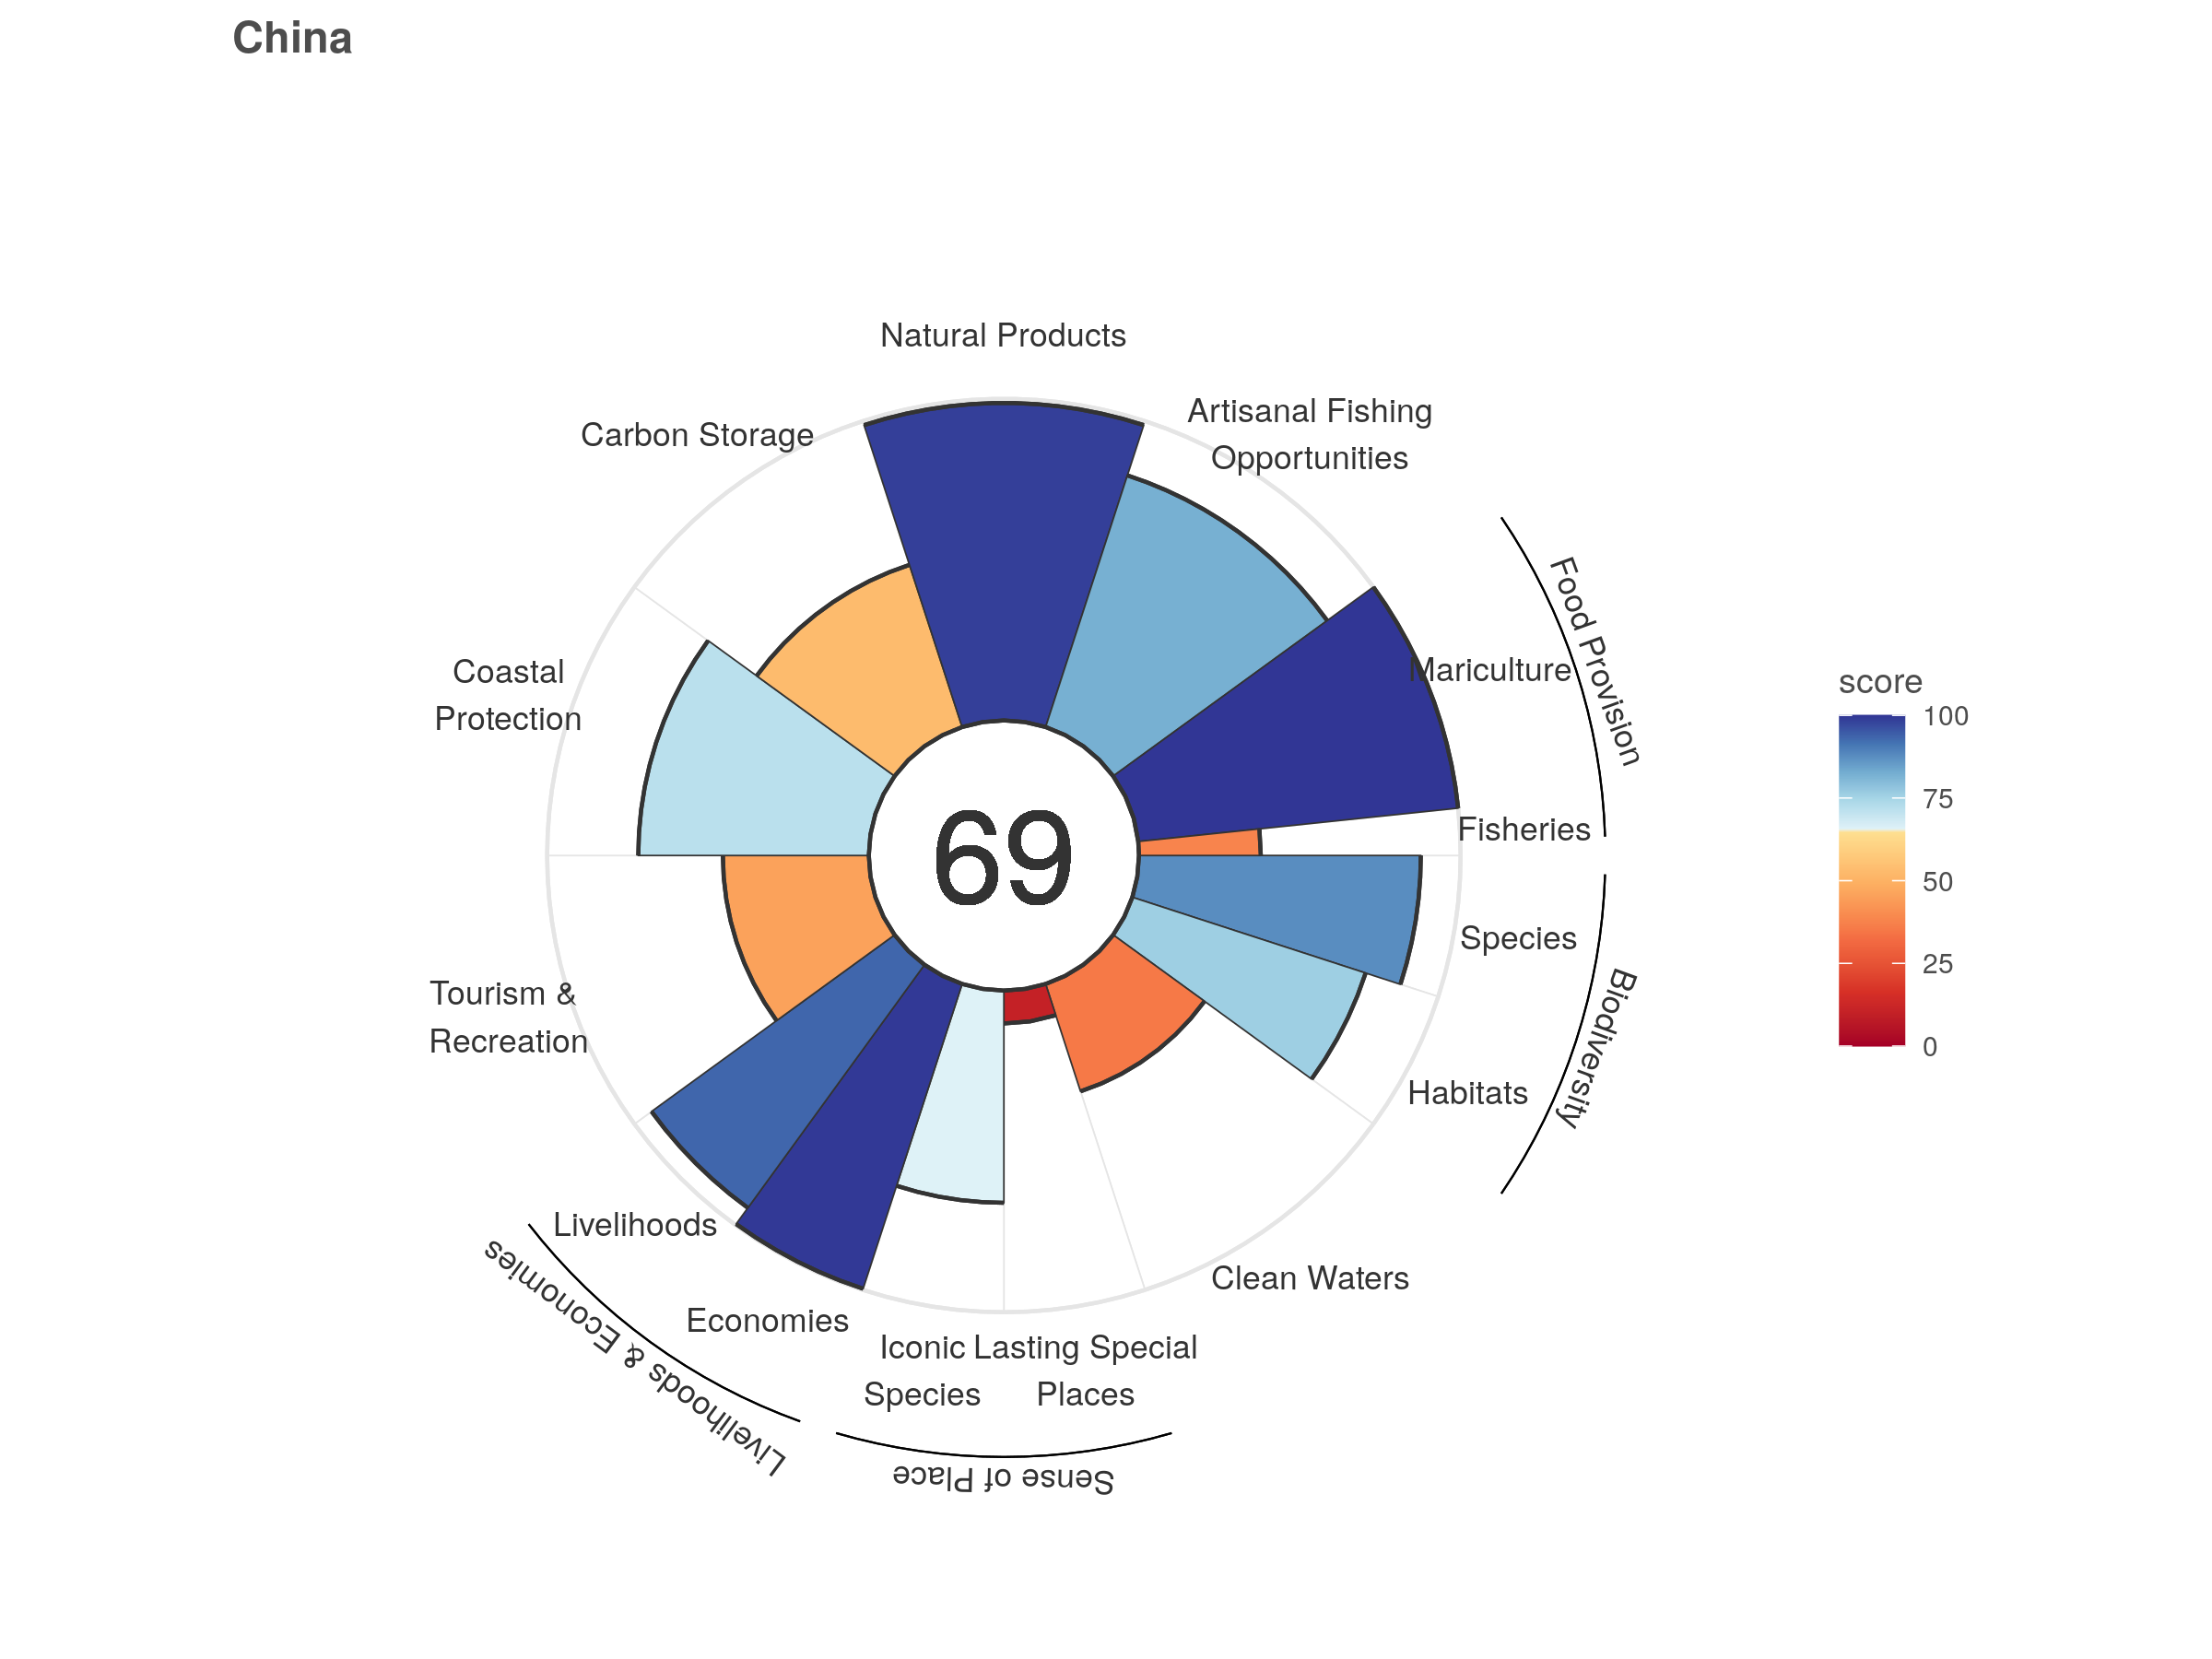 China
Natural Products
Artisanal Fishing
Opportunities
Carbon Storage
Food Provision
Mariculture
Coastal
Protection
score
100
75
50
25
0
69
Fisheries
Species
Biodiversity
Tourism &
Recreation
Habitats
Livelihoods
Clean Waters
Economies
Livelihoods & Economies
Iconic
Species
Lasting Special
Places
Sense of Place